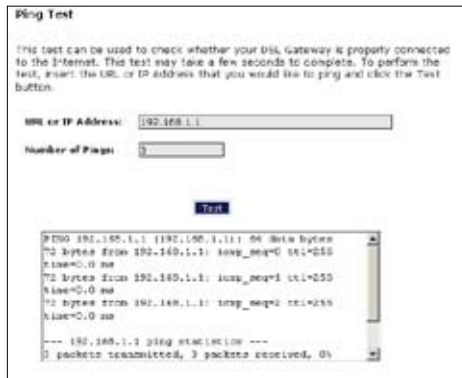 Ping Test
This test can be used to check whether your DSL Gateway is properly connected
to the Internet. This test may take a few seconds to complete. To perform the
test, insert the URL or IP Address that you would like to ping and click the Test
button.
URL or IP Address: 192.168.1.1
Number of Pings: 3
Test
PING 192.168.1.1 (192.168.1.1): 64 data bytes
72 bytes from 192.168.1.1: icmp_seq=0 ttl=255
time=0.0 ms
72 bytes from 192.168.1.1: icmp_seq=1 ttl=255
time=0.0 ms
72 bytes from 192.168.1.1: icmp_seq=2 ttl=255
time=0.0 ms
--- 192.168.1.1 ping statistics ---
3 packets transmitted, 3 packets received, 0%